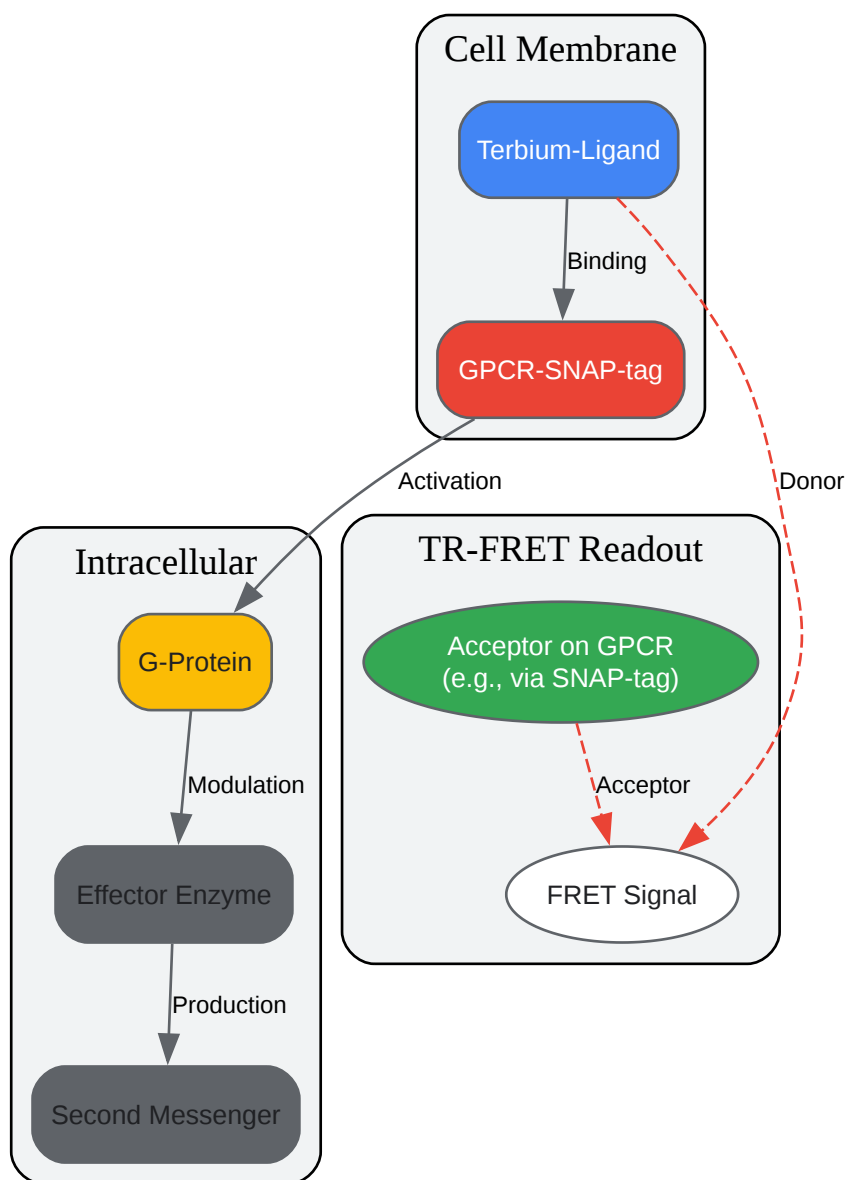 Cell Membrane
Terbium-Ligand
Binding
GPCR-SNAP-tag
Activation
Donor
Intracellular
G-Protein
Modulation
Effector Enzyme
Production
Second Messenger
TR-FRET Readout
Acceptor on GPCR
(e.g., via SNAP-tag)
Acceptor
FRET Signal